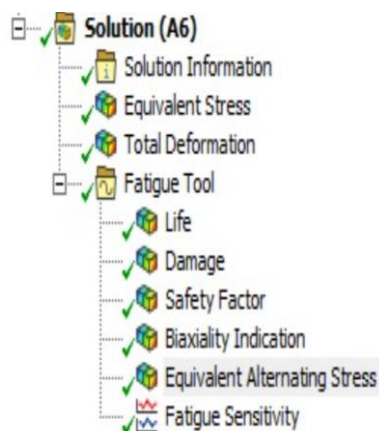 Solution (A6)
Solution Information
Equivalent Stress
Total Deformation
Fatigue Tool
Life
Damage
Safety Factor
Biaxiality Indication
Equivalent Alternating Stress
Fatigue Sensitivity